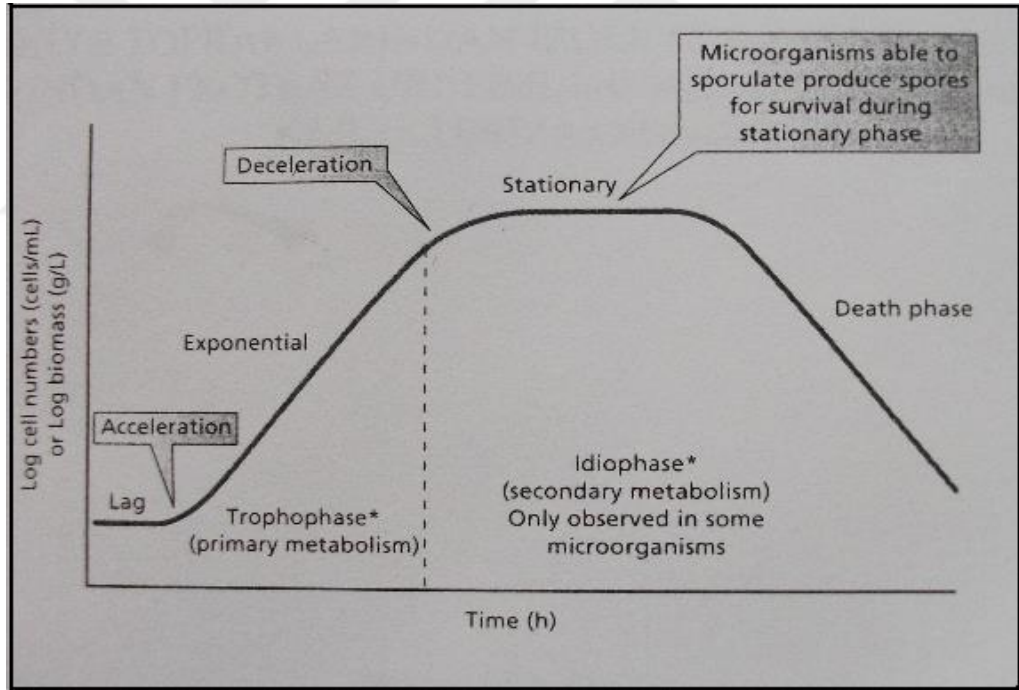 Microorganisms able to
sporulate produce spores
for survival during
stationary phase
Deceleration
Stationary
Log cell numbers (cells/mL)
or Log biomass (g/L)
Exponential
Death phase
Acceleration
Lag
Trophophase*
(primary metabolism)
Idiophase*
(secondary metabolism)
Only observed in some
microorganisms
Time (h)